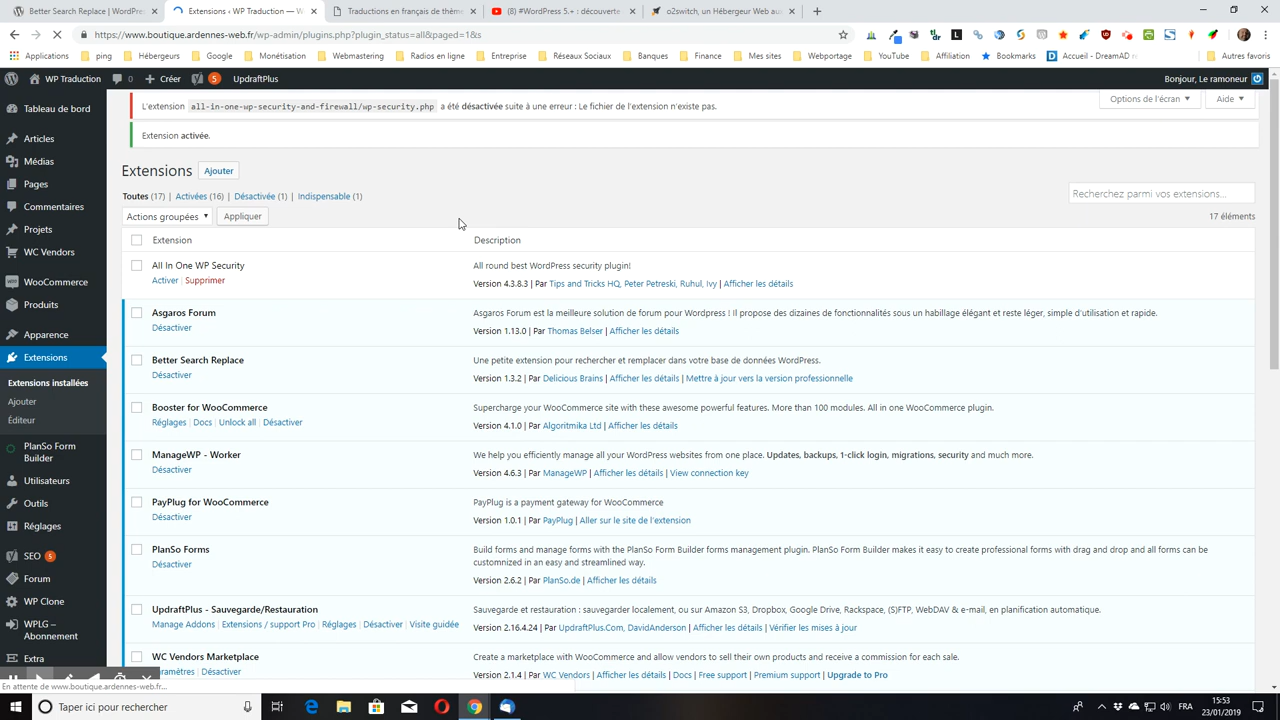 Better Search Replace | WordPres
Extensions ‹ WP Traduction — W
Traductions en français de thème
(8) #WordPress 5.+ : découverte
o2switch, un Hébergeur Web au
https://www.boutique.ardennes-web.fr/wp-admin/plugins.php?plugin_status=all&paged=1&s
Applications ping Hébergeurs Google Monétisation Webmastering Radios en ligne Entreprise Réseaux Sociaux Banques Finance Mes sites Webportage YouTube Affiliation Bookmarks Accueil - DreamAD Autres favoris
WP Traduction 0 Créer 5 UpdraftPlus Bonjour, Le ramoneur
Tableau de bord
Articles
Médias
Pages
Commentaires
Projets
WC Vendors
WooCommerce
Produits
Apparence
Extensions
Extensions installées
Ajouter
Éditeur
PlanSo Form
Builder
Utilisateurs
Outils
Réglages
SEO 5
Forum
WP Clone
WPLG –
Abonnement
Extra
L'extension all-in-one-wp-security-and-firewall/wp-security.php a été désactivée suite à une erreur : Le fichier de l'extension n'existe pas.
Options de l'écran Aide
Extension activée.
Extensions Ajouter
Toutes (17) | Activées (16) | Désactivée (1) | Indispensable (1)
Recherchez parmi vos extensions...
Actions groupées Appliquer
17 éléments
Extension Description
All In One WP Security
Activer | Supprimer
All round best WordPress security plugin!
Version 4.3.8.3 | Par Tips and Tricks HQ, Peter Petreski, Ruhul, Ivy | Afficher les détails
Asgaros Forum
Désactiver
Asgaros Forum est la meilleure solution de forum pour Wordpress ! Il propose des dizaines de fonctionnalités sous un habillage élégant et reste léger, simple d'utilisation et rapide.
Version 1.13.0 | Par Thomas Belser | Afficher les détails
Better Search Replace
Désactiver
Une petite extension pour rechercher et remplacer dans votre base de données WordPress.
Version 1.3.2 | Par Delicious Brains | Afficher les détails | Mettre à jour vers la version professionnelle
Booster for WooCommerce
Réglages | Docs | Unlock all | Désactiver
Supercharge your WooCommerce site with these awesome powerful features. More than 100 modules. All in one WooCommerce plugin.
Version 4.1.0 | Par Algoritmika Ltd | Afficher les détails
ManageWP - Worker
Désactiver
We help you efficiently manage all your WordPress websites from one place. Updates, backups, 1-click login, migrations, security and much more.
Version 4.6.3 | Par ManageWP | Afficher les détails | View connection key
PayPlug for WooCommerce
Désactiver
PayPlug is a payment gateway for WooCommerce
Version 1.0.1 | Par PayPlug | Aller sur le site de l'extension
PlanSo Forms
Désactiver
Build forms and manage forms with the PlanSo Form Builder forms management plugin. PlanSo Form Builder makes it easy to create professional forms with drag and drop and all forms can be
customnized in an easy and streamlined way.
Version 2.6.2 | Par PlanSo.de | Afficher les détails
UpdraftPlus - Sauvegarde/Restauration
Manage Addons | Extensions / support Pro | Réglages | Désactiver | Visite guidée
Sauvegarde et restauration : sauvegarder localement, ou sur Amazon S3, Dropbox, Google Drive, Rackspace, (S)FTP, WebDAV & e-mail, en planification automatique.
Version 2.16.4.24 | Par UpdraftPlus.Com, DavidAnderson | Afficher les détails | Vérifier les mises à jour
WC Vendors Marketplace
Paramètres | Désactiver
Create a marketplace with WooCommerce and allow vendors to sell their own products and receive a commission for each sale.
Version 2.1.4 | Par WC Vendors | Afficher les détails | Docs | Free support | Premium support | Upgrade to Pro
En attente de www.boutique.ardennes-web.fr...
Taper ici pour rechercher
FRA
15:53
23/01/2019